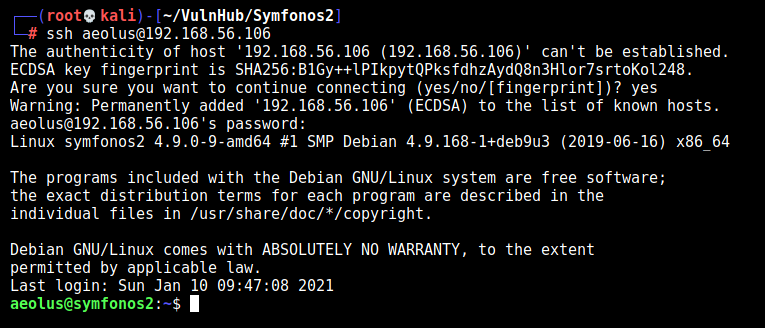 ┌──(root💀kali)-[~/VulnHub/Symfonos2]
└─# ssh aeolus@192.168.56.106
The authenticity of host '192.168.56.106 (192.168.56.106)' can't be established.
ECDSA key fingerprint is SHA256:B1Gy++lPIkpytQPksfdhzAydQ8n3Hlor7srtoKol248.
Are you sure you want to continue connecting (yes/no/[fingerprint])? yes
Warning: Permanently added '192.168.56.106' (ECDSA) to the list of known hosts.
aeolus@192.168.56.106's password:
Linux symfonos2 4.9.0-9-amd64 #1 SMP Debian 4.9.168-1+deb9u3 (2019-06-16) x86_64

The programs included with the Debian GNU/Linux system are free software;
the exact distribution terms for each program are described in the
individual files in /usr/share/doc/*/copyright.

Debian GNU/Linux comes with ABSOLUTELY NO WARRANTY, to the extent
permitted by applicable law.
Last login: Sun Jan 10 09:47:08 2021
aeolus@symfonos2:~$